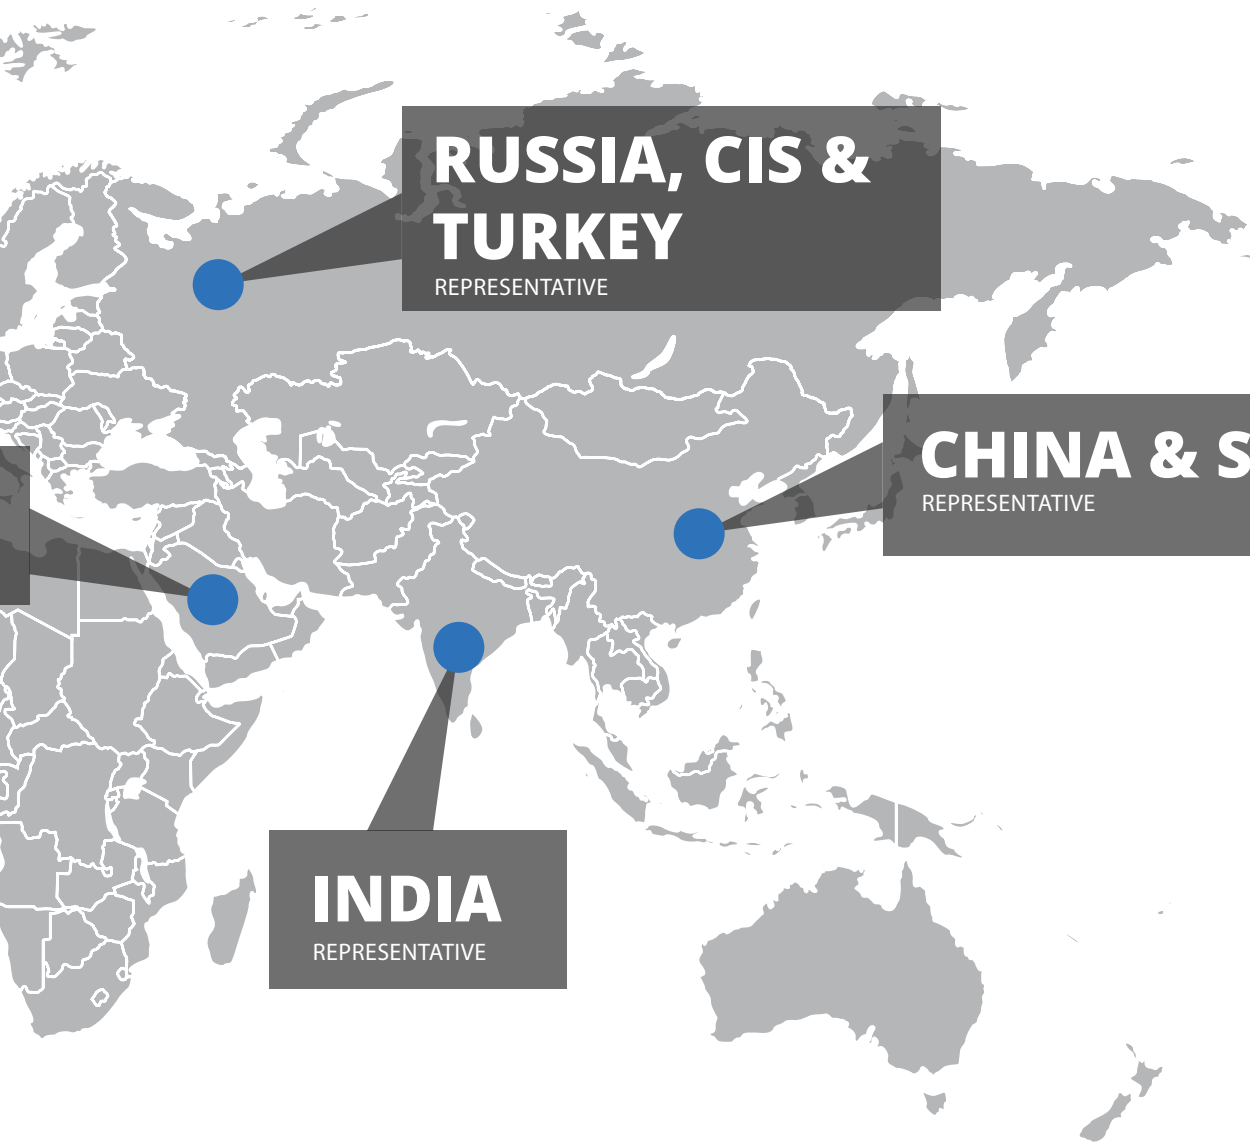 RUSSIA, CIS &
TURKEY
REPRESENTATIVE
CHINA & S
REPRESENTATIVE
INDIA
REPRESENTATIVE